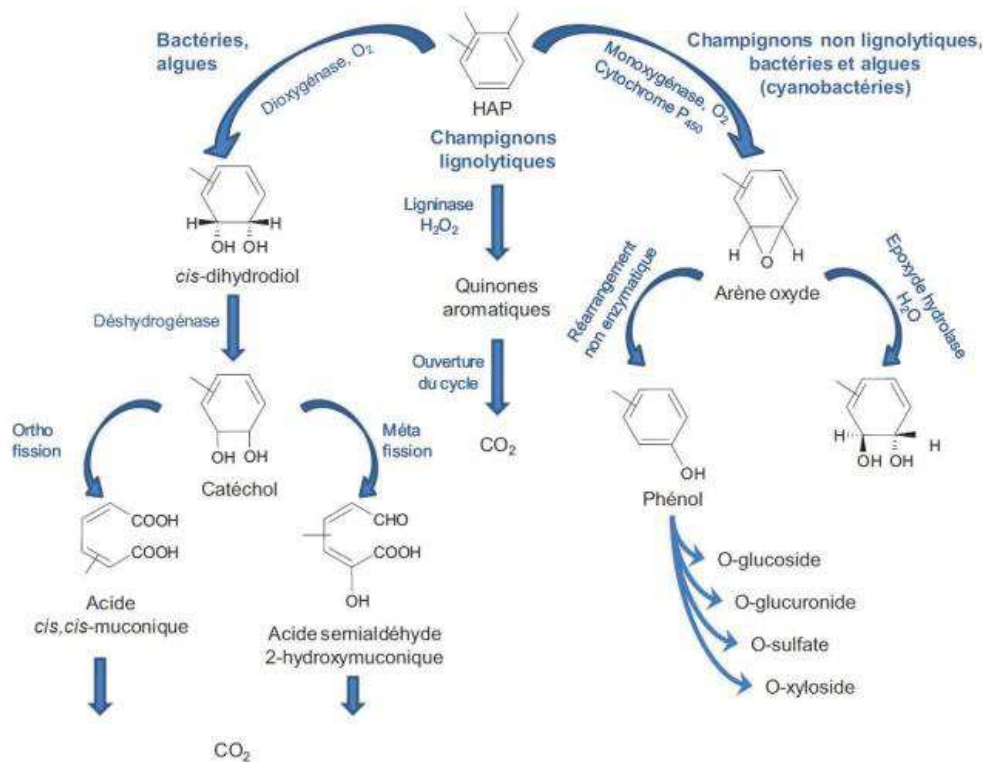 Bactéries,
algues
Dioxygénase, O2
HAP
Monoxygénase, O2
Cytochrome P450
Champignons non lignolytiques,
bactéries et algues
(cyanobactéries)
Champignons
lignolytiques
H
H
OH OH
cis-dihydrodiol
Ligninase
H2O2
H
H
O
Arène oxyde
Déshydrogénase
Quinones
aromatiques
Réarrangement
non enzymatique
Epoxyde hydrolase
H2O
Ouverture
du cycle
CO2
Ortho
fission
OH OH
Catéchol
Méta
fission
OH
Phénol
H
H
OH OH
COOH
COOH
Acide
cis,cis-muconique
CHO
COOH
OH
Acide semialdéhyde
2-hydroxymuconique
O-glucoside
O-glucuronide
O-sulfate
O-xyloside
CO2